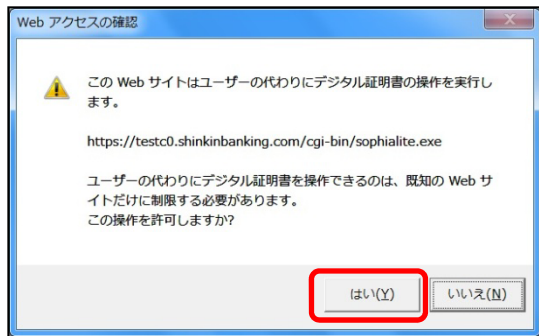 Web アクセスの確認
この Web サイトはユーザーの代わりにデジタル証明書の操作を実行し
ます。
https://testc0.shinkinbanking.com/cgi-bin/sophialite.exe
ユーザーの代わりにデジタル証明書を操作できるのは、既知の Web サ
イトだけに制限する必要があります。
この操作を許可しますか?
はい(Y) いいえ(N)